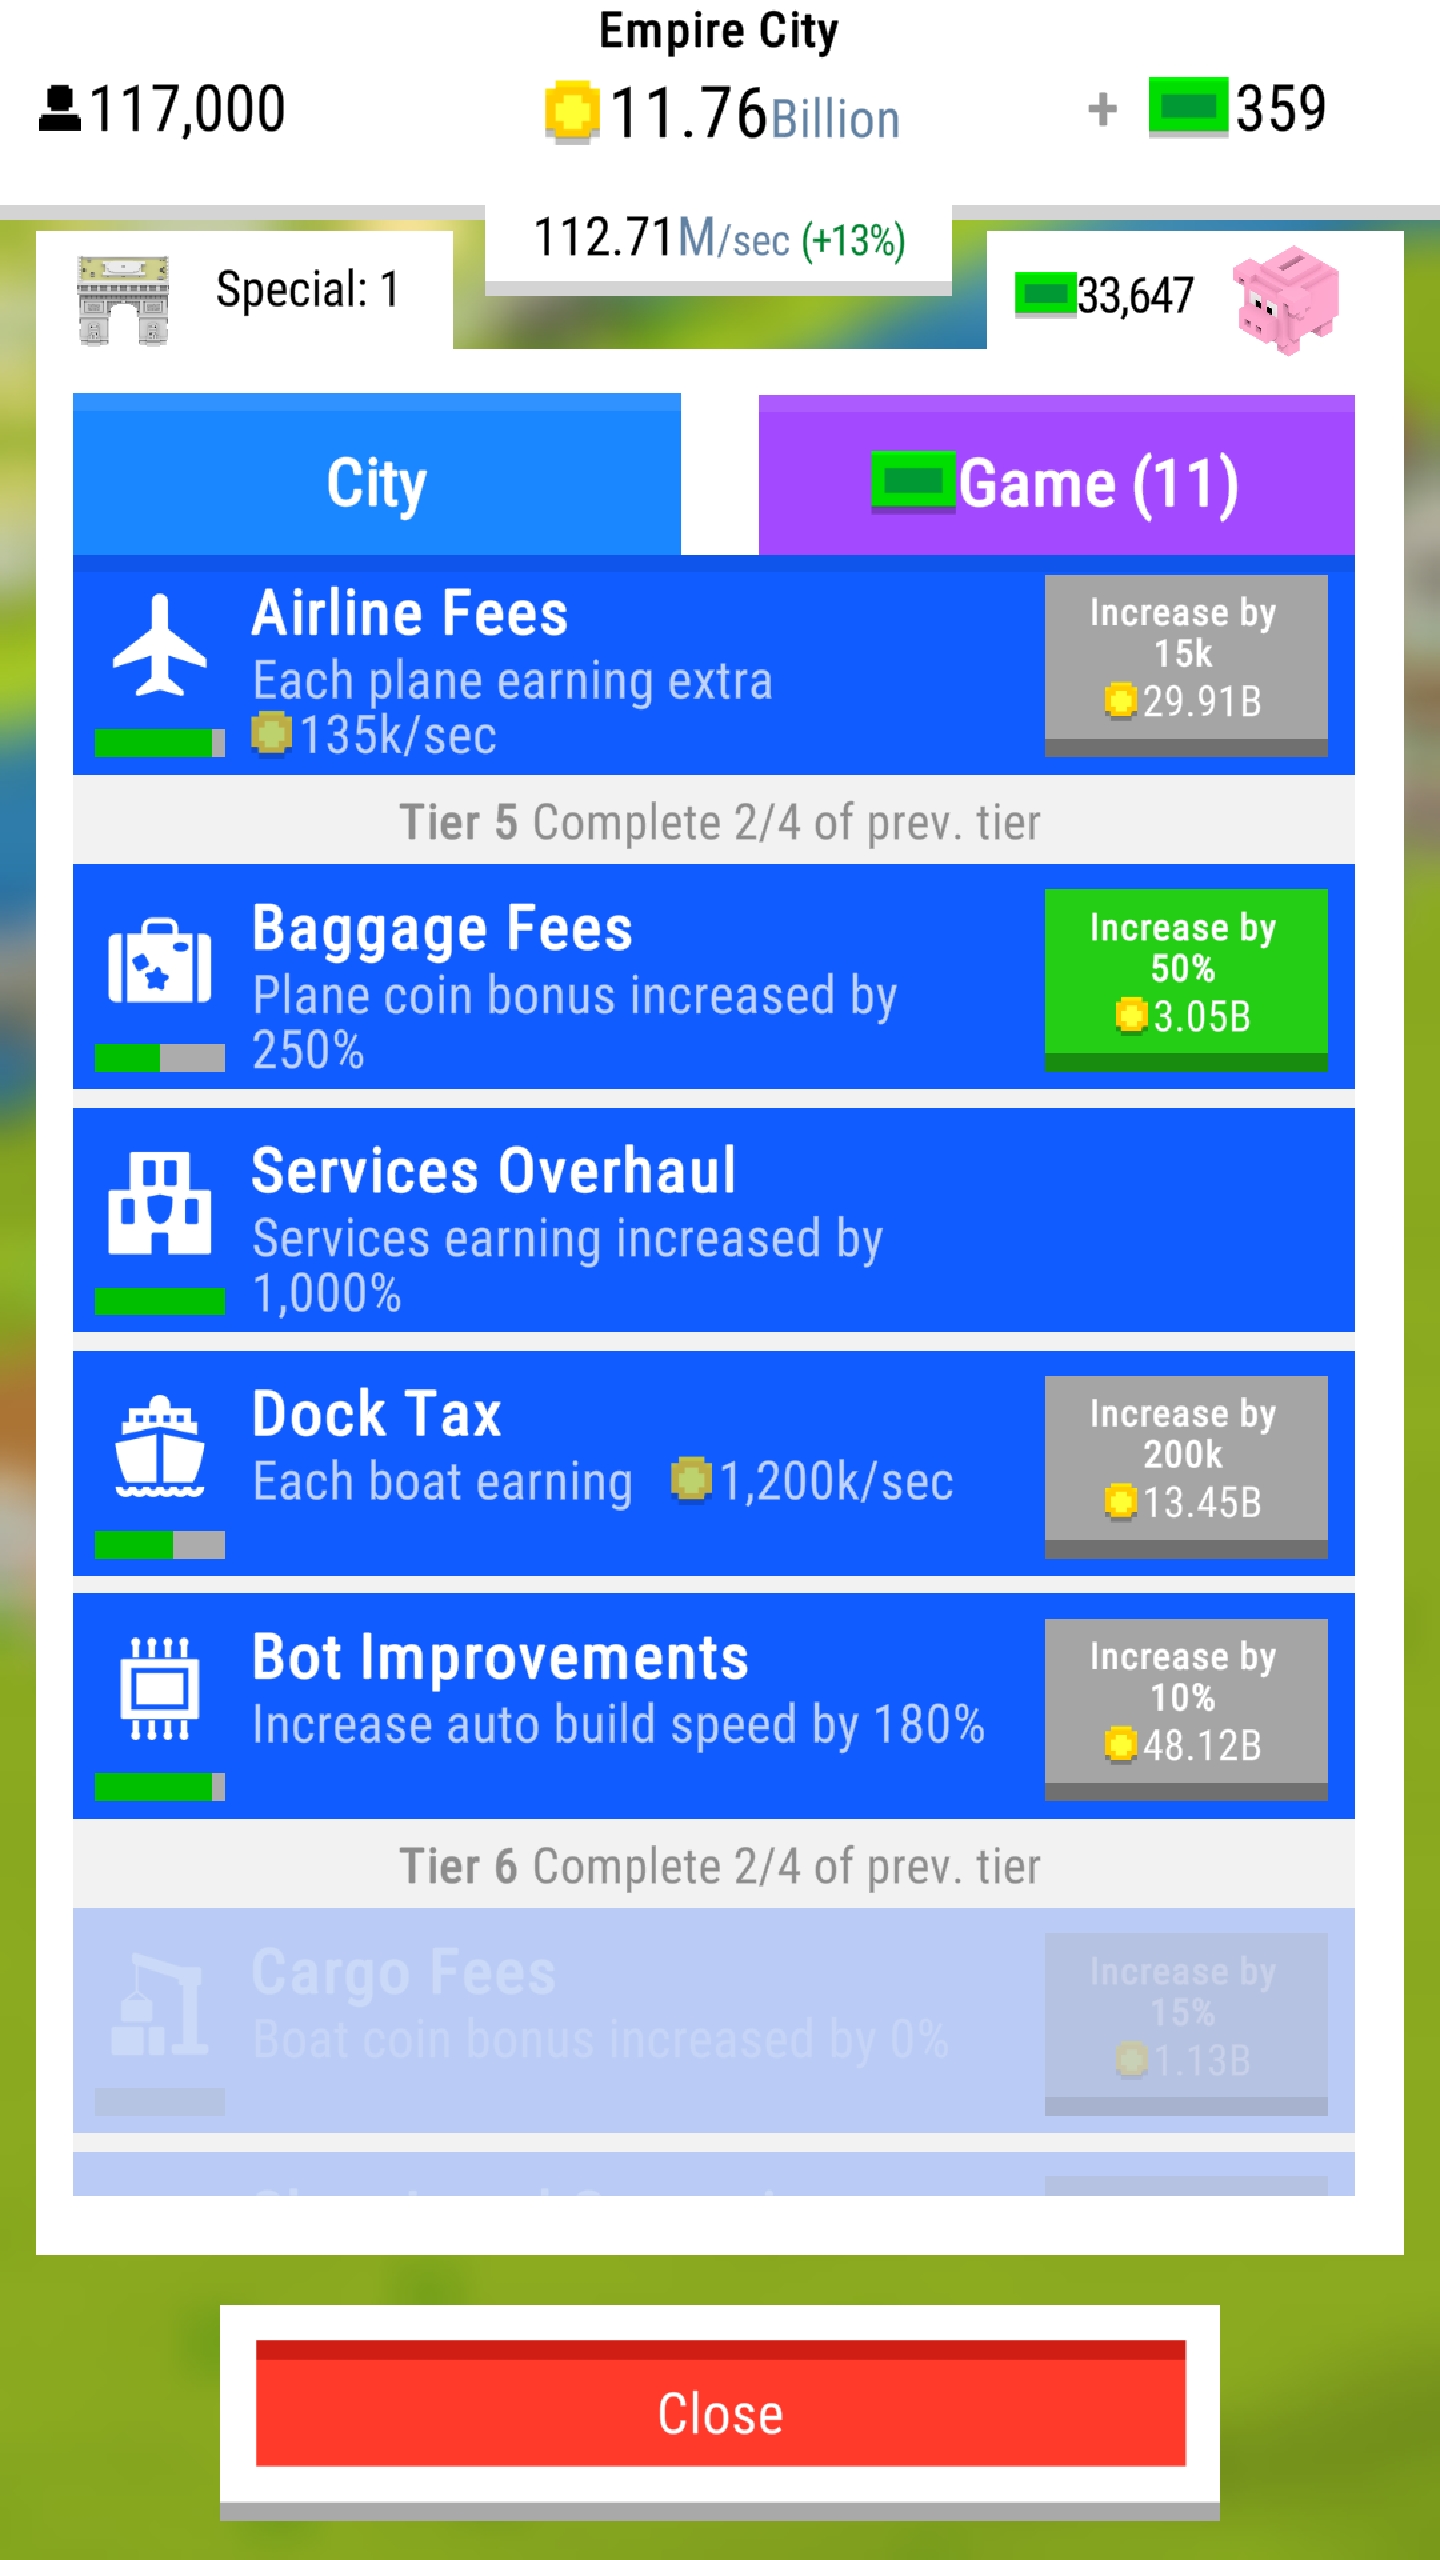 Empire City
117,000
11.76Billion
+ 359
112.71M/sec (+13%)
Special: 1
33,647
City
Game (11)
Airline Fees
Each plane earning extra
135k/sec
Increase by
15k
29.91B
Tier 5 Complete 2/4 of prev. tier
Baggage Fees
Plane coin bonus increased by
250%
Increase by
50%
3.05B
Services Overhaul
Services earning increased by
1,000%
Dock Tax
Each boat earning 1,200k/sec
Increase by
200k
13.45B
Bot Improvements
Increase auto build speed by 180%
Increase by
10%
48.12B
Tier 6 Complete 2/4 of prev. tier
Cargo Fees
Boat coin bonus increased by 0%
Increase by
15%
1.13B
Close